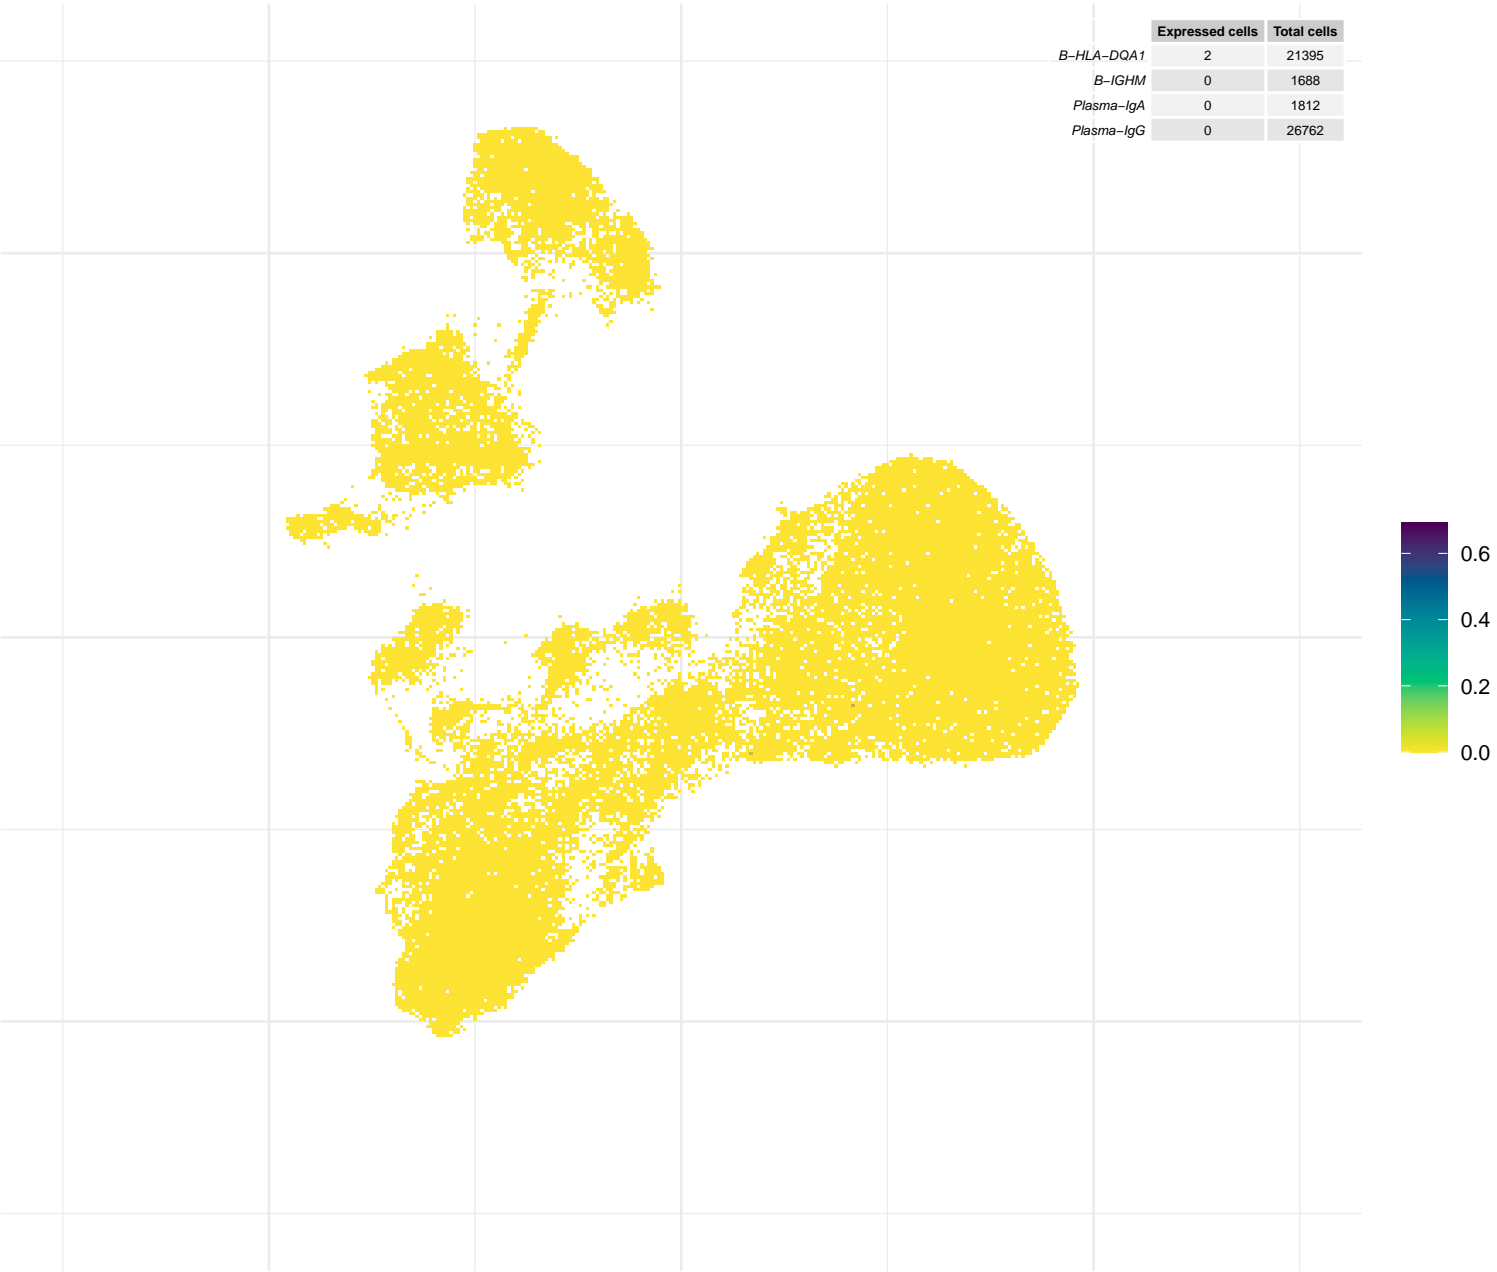 Expressed cells Total cells
B−HLA−DQA1 2 21395
B−IGHM 0 1688
Plasma−IgA 0 1812
Plasma−IgG 0 26762
0.6
0.4
0.2
0.0